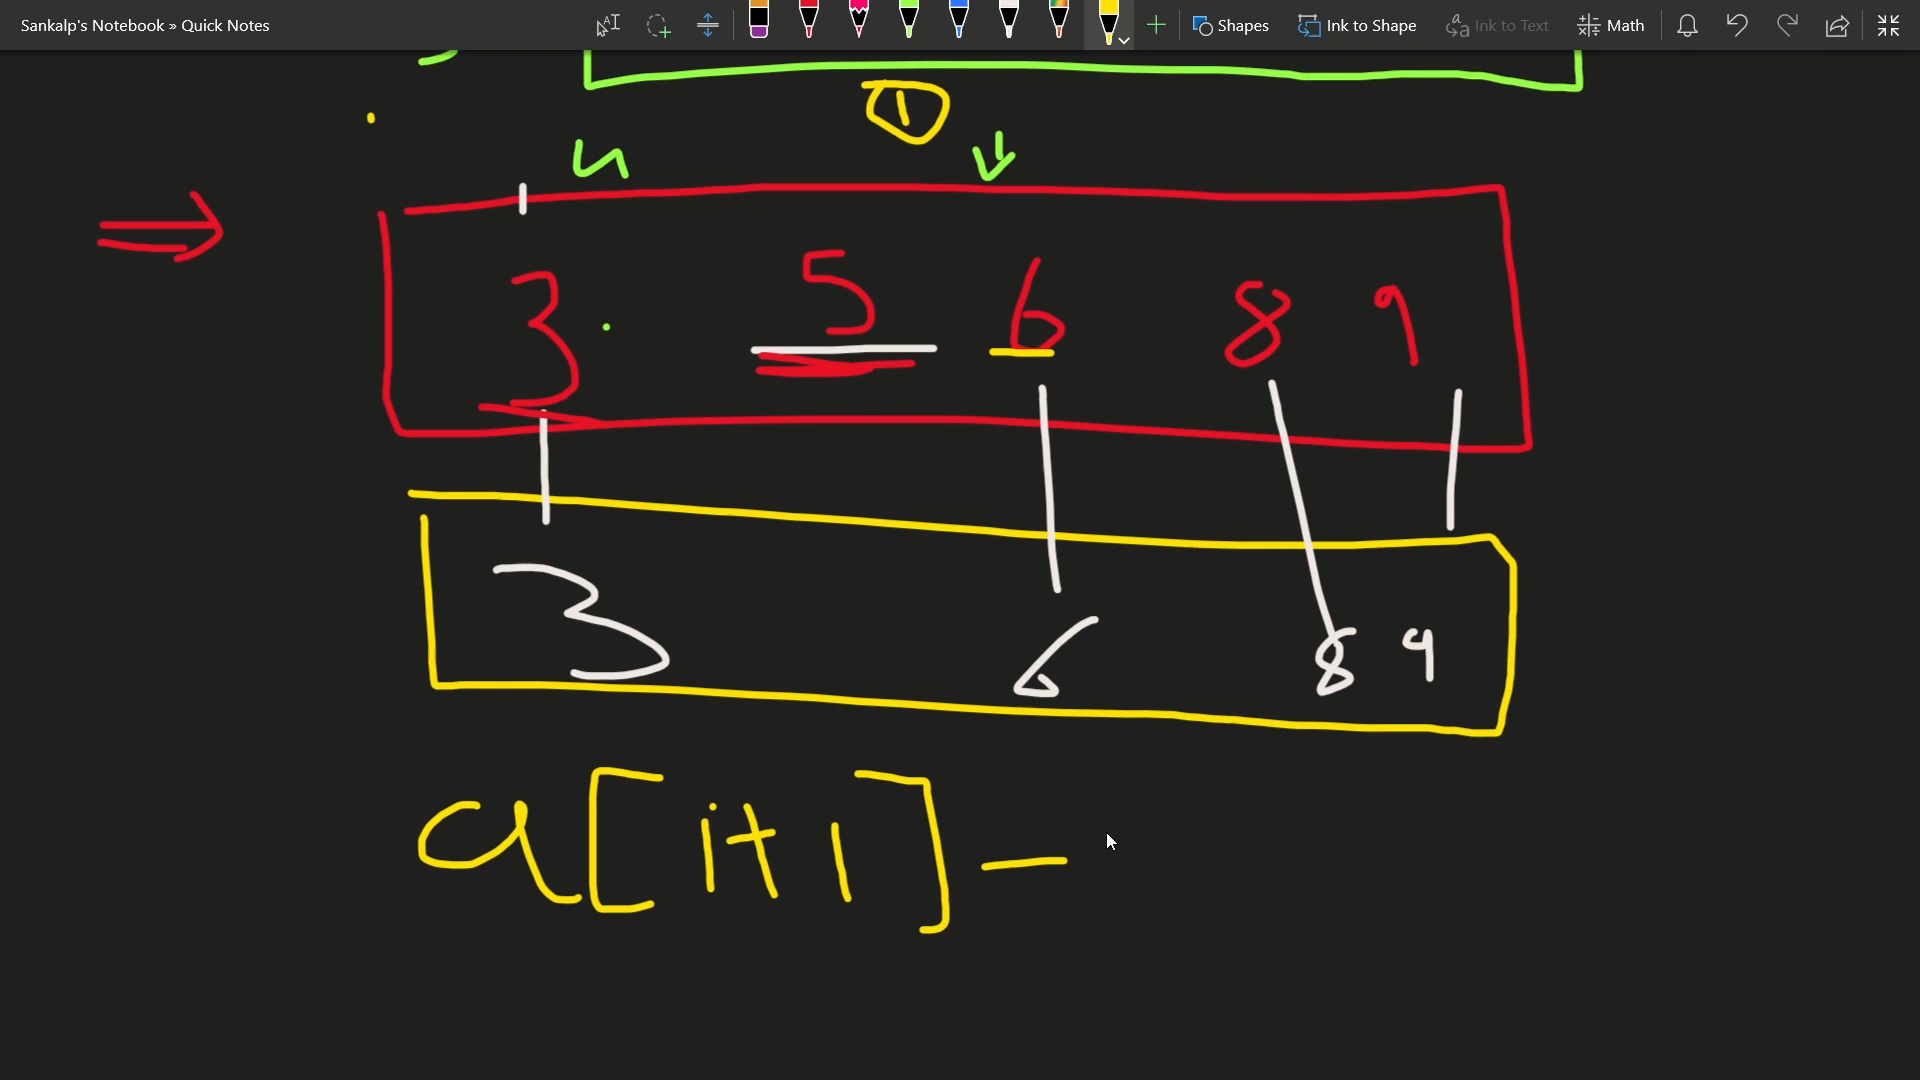 Sankalp's Notebook » Quick Notes Shapes Ink to Shape Ink to Text Math
1
3 5 6 8 9
3 6 8 9
a[i+1] –